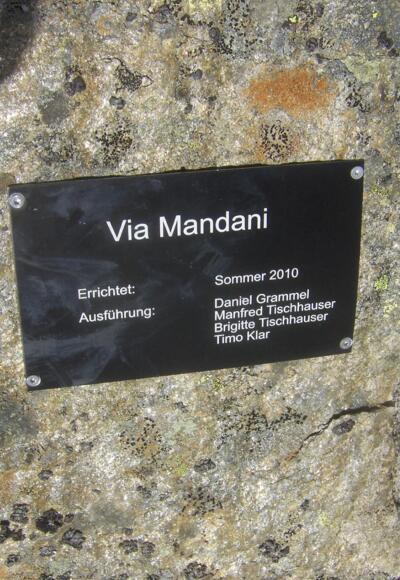 Via Mandani
Errichtet: Sommer 2010
Ausführung: Daniel Grammel
Manfred Tischhauser
Brigitte Tischhauser
Timo Klar